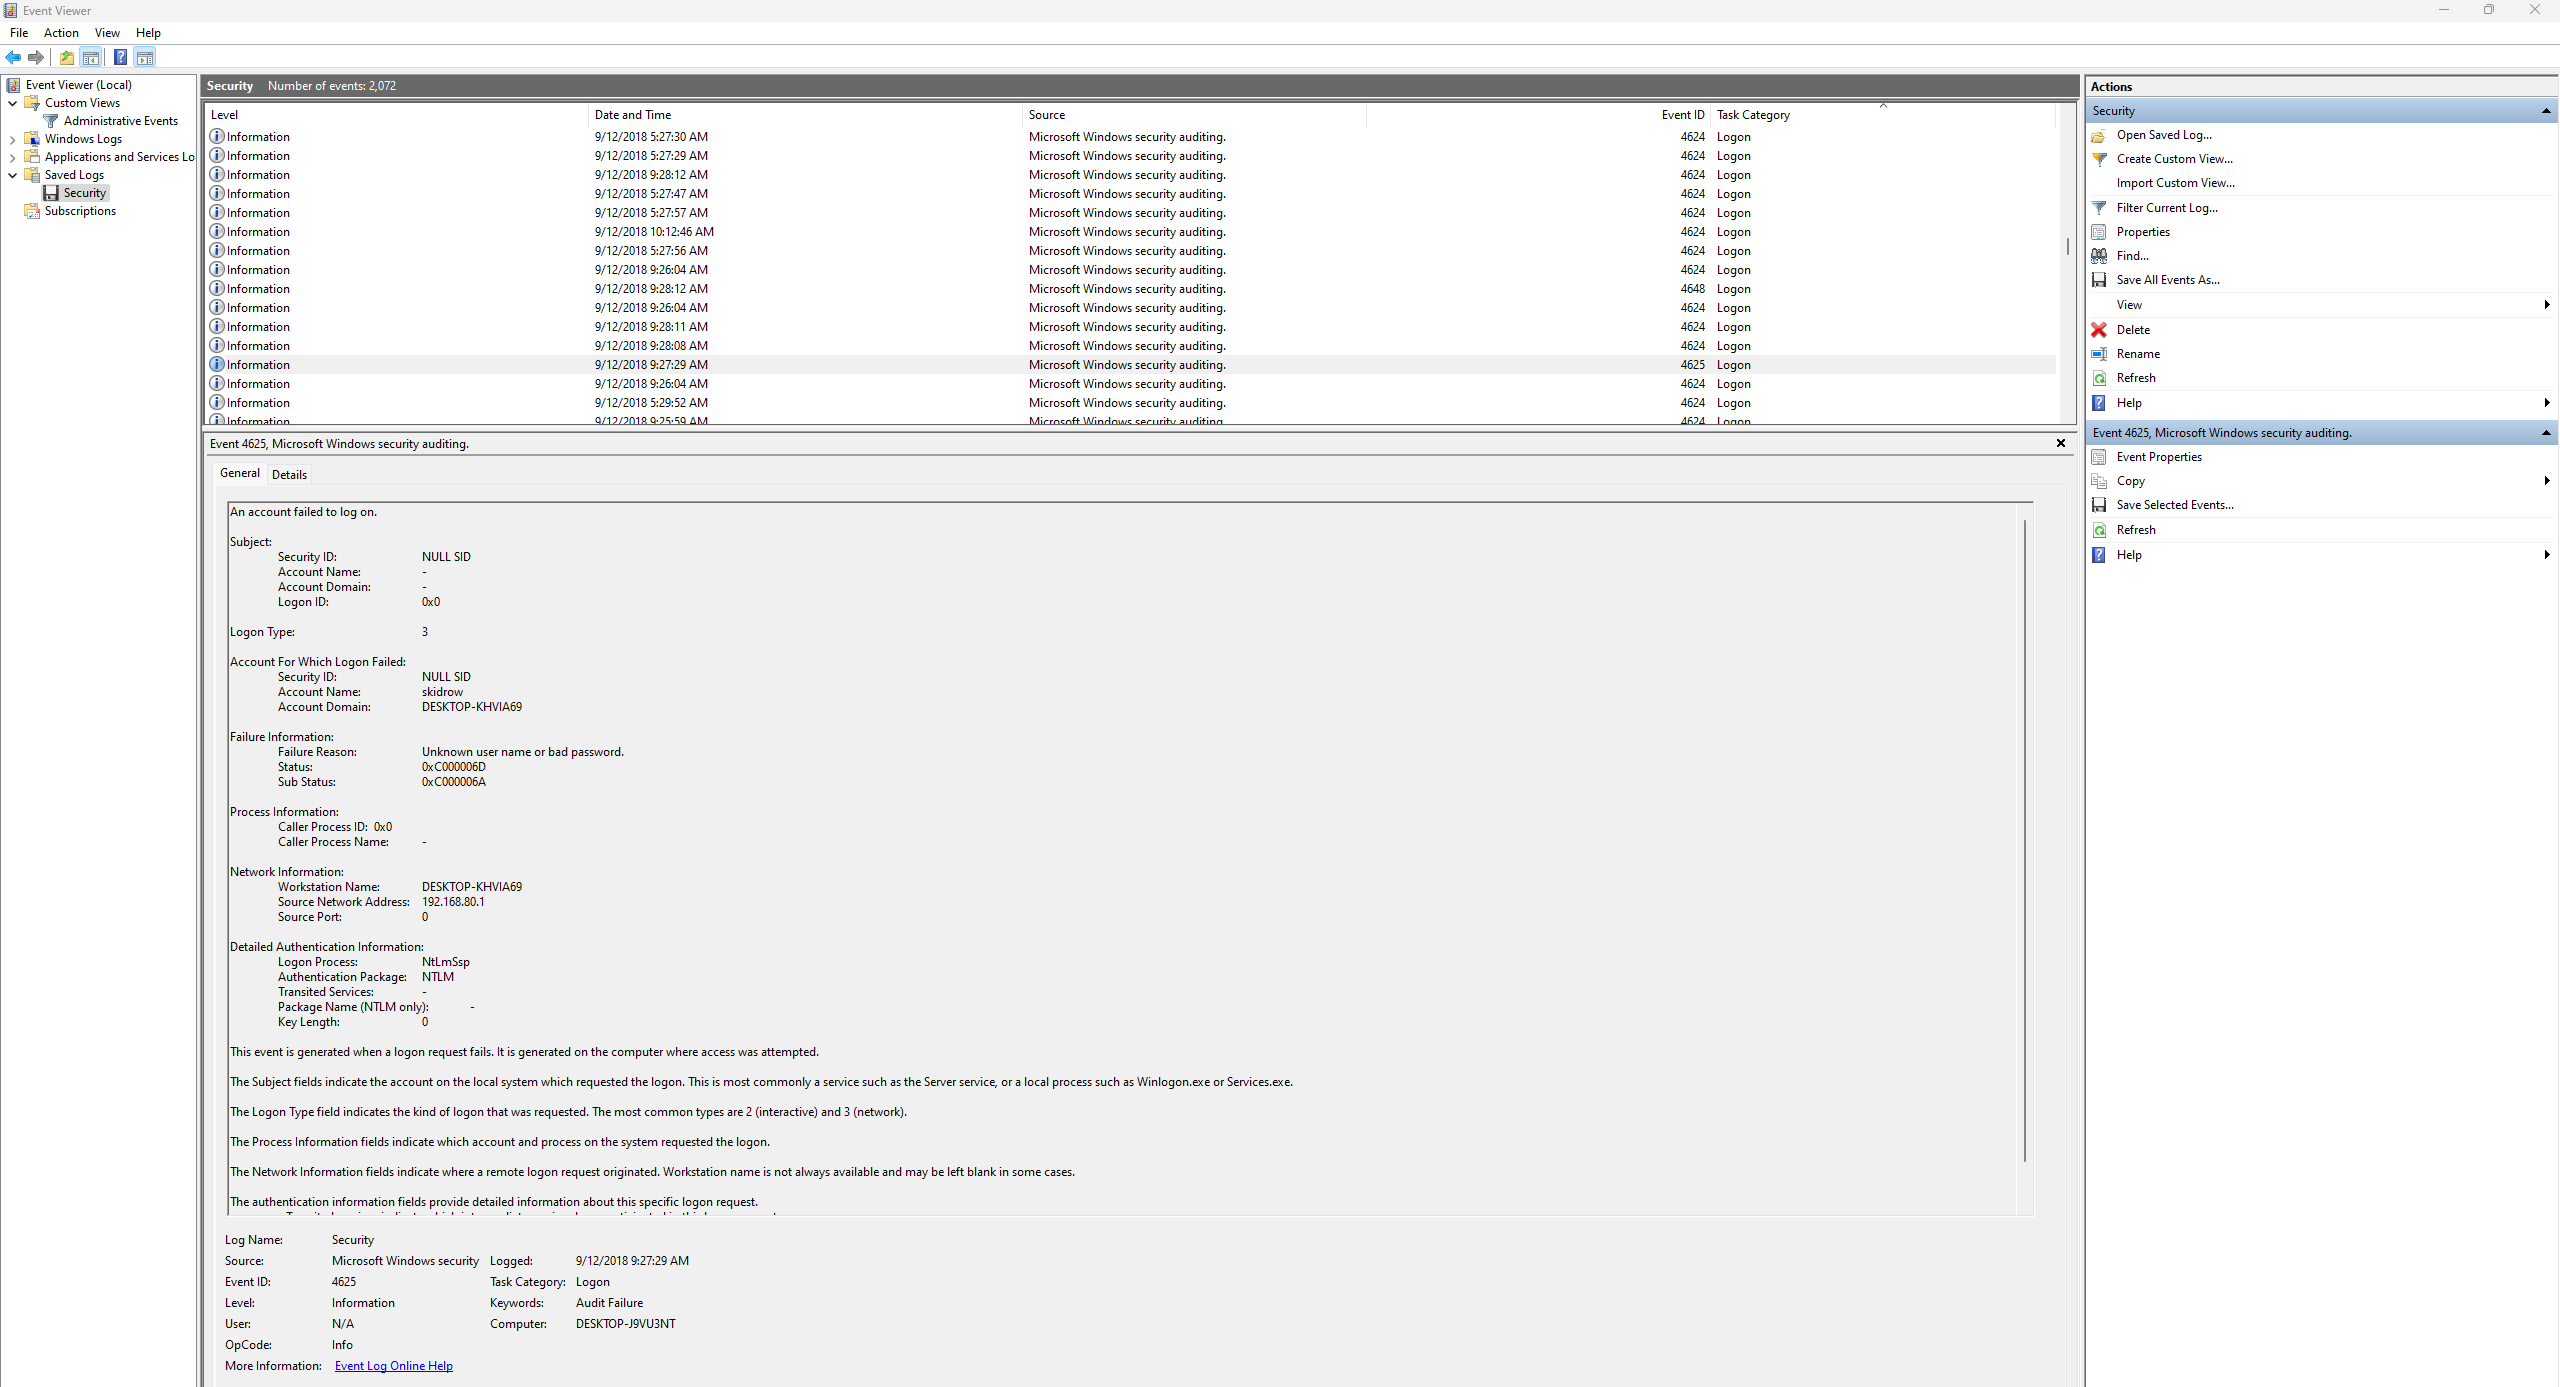 Event Viewer
File Action View Help
Event Viewer (Local)
Custom Views
Administrative Events
Windows Logs
Applications and Services Lo
Saved Logs
Security
Subscriptions
Security Number of events: 2,072
Level Date and Time Source Event ID Task Category
Information 9/12/2018 5:27:30 AM Microsoft Windows security auditing. 4624 Logon
Information 9/12/2018 5:27:29 AM Microsoft Windows security auditing. 4624 Logon
Information 9/12/2018 9:28:12 AM Microsoft Windows security auditing. 4624 Logon
Information 9/12/2018 5:27:47 AM Microsoft Windows security auditing. 4624 Logon
Information 9/12/2018 5:27:57 AM Microsoft Windows security auditing. 4624 Logon
Information 9/12/2018 10:12:46 AM Microsoft Windows security auditing. 4624 Logon
Information 9/12/2018 5:27:56 AM Microsoft Windows security auditing. 4624 Logon
Information 9/12/2018 9:26:04 AM Microsoft Windows security auditing. 4624 Logon
Information 9/12/2018 9:28:12 AM Microsoft Windows security auditing. 4648 Logon
Information 9/12/2018 9:26:04 AM Microsoft Windows security auditing. 4624 Logon
Information 9/12/2018 9:28:11 AM Microsoft Windows security auditing. 4624 Logon
Information 9/12/2018 9:28:08 AM Microsoft Windows security auditing. 4624 Logon
Information 9/12/2018 9:27:29 AM Microsoft Windows security auditing. 4625 Logon
Information 9/12/2018 9:26:04 AM Microsoft Windows security auditing. 4624 Logon
Information 9/12/2018 5:29:52 AM Microsoft Windows security auditing. 4624 Logon
Information 9/12/2018 9:25:59 AM Microsoft Windows security auditing. 4624 Logon
Event 4625, Microsoft Windows security auditing.
General Details
An account failed to log on.
Subject:
Security ID: NULL SID
Account Name: -
Account Domain: -
Logon ID: 0x0
Logon Type: 3
Account For Which Logon Failed:
Security ID: NULL SID
Account Name: skidrow
Account Domain: DESKTOP-KHVIA69
Failure Information:
Failure Reason: Unknown user name or bad password.
Status: 0xC000006D
Sub Status: 0xC000006A
Process Information:
Caller Process ID: 0x0
Caller Process Name: -
Network Information:
Workstation Name: DESKTOP-KHVIA69
Source Network Address: 192.168.80.1
Source Port: 0
Detailed Authentication Information:
Logon Process: NtLmSsp
Authentication Package: NTLM
Transited Services: -
Package Name (NTLM only): -
Key Length: 0
This event is generated when a logon request fails. It is generated on the computer where access was attempted.
The Subject fields indicate the account on the local system which requested the logon. This is most commonly a service such as the Server service, or a local process such as Winlogon.exe or Services.exe.
The Logon Type field indicates the kind of logon that was requested. The most common types are 2 (interactive) and 3 (network).
The Process Information fields indicate which account and process on the system requested the logon.
The Network Information fields indicate where a remote logon request originated. Workstation name is not always available and may be left blank in some cases.
The authentication information fields provide detailed information about this specific logon request.
Log Name: Security
Source: Microsoft Windows security Logged: 9/12/2018 9:27:29 AM
Event ID: 4625 Task Category: Logon
Level: Information Keywords: Audit Failure
User: N/A Computer: DESKTOP-J9VU3NT
OpCode: Info
More Information: Event Log Online Help
Actions
Security
Open Saved Log...
Create Custom View...
Import Custom View...
Filter Current Log...
Properties
Find...
Save All Events As...
View
Delete
Rename
Refresh
Help
Event 4625, Microsoft Windows security auditing.
Event Properties
Copy
Save Selected Events...
Refresh
Help